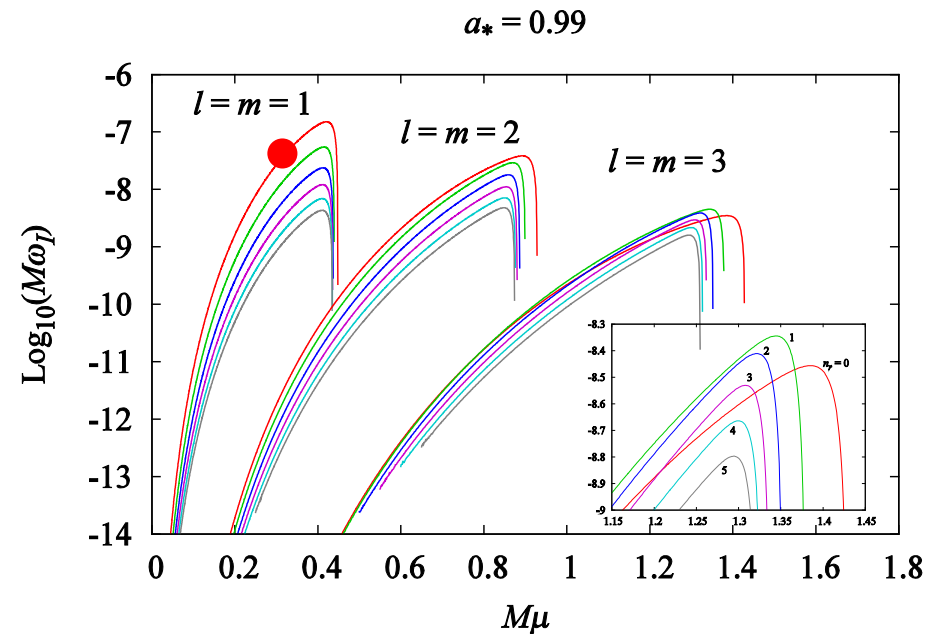 a* = 0.99
l = m = 1
l = m = 2
l = m = 3
Log10(MωI)
-6
-7
-8
-9
-10
-11
-12
-13
-14
0 0.2 0.4 0.6 0.8 1 1.2 1.4 1.6 1.8
Mμ
-8.3
-8.4
-8.5
-8.6
-8.7
-8.8
-8.9
-9
1.15 1.2 1.25 1.3 1.35 1.4 1.45
nr = 0
1
2
3
4
5